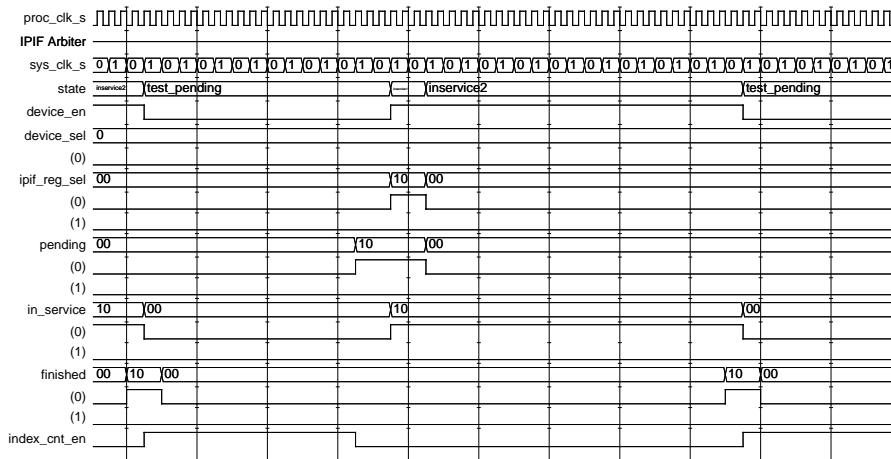 proc_clk_s
IPIF Arbiter
sys_clk_s 0 1 0 1 0 1 0 1 0 1 0 1 0 1 0 1 0 1 0 1 0 1 0 1 0 1 0 1 0 1 0 1 0 1 0 1 0 1 0 1 0 1 0 1 0 1
state inservice2 test_pending inservice2 test_pending
device_en
device_sel 0
(0)
ipif_reg_sel 00 10 00
(0)
(1)
pending 00 10 00
(0)
(1)
in_service 10 00 10 00
(0)
(1)
finished 00 10 00 10 00
(0)
(1)
index_cnt_en